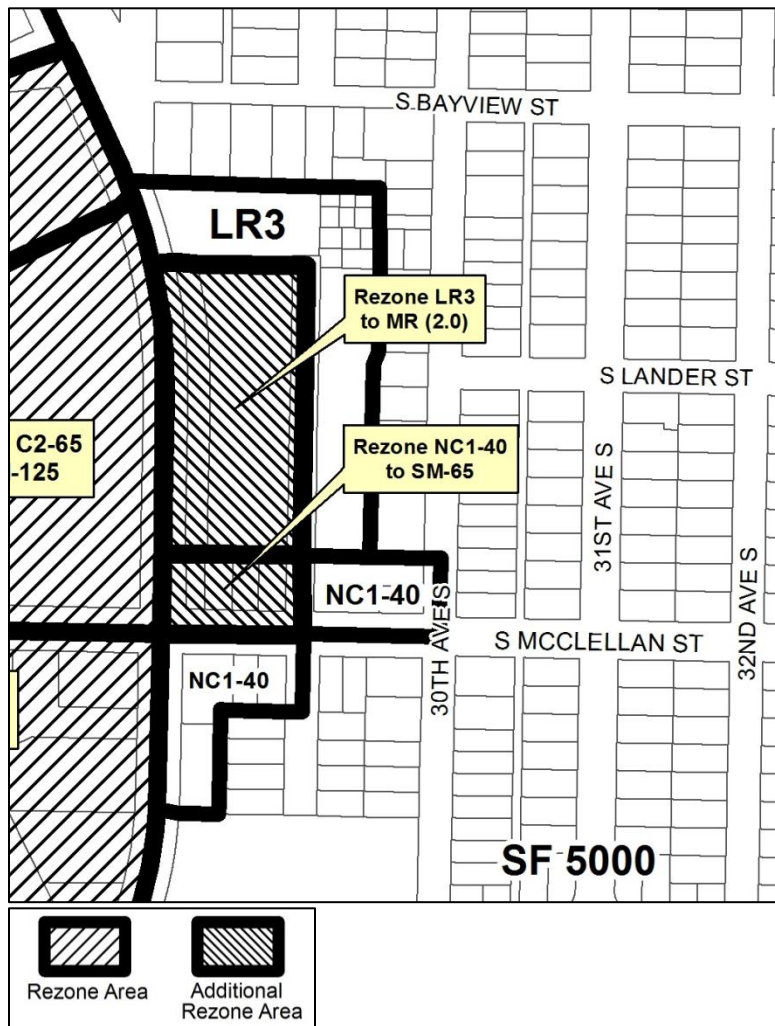 S BAYVIEW ST
LR3
Rezone LR3
to MR (2.0)
S LANDER ST
C2-65
-125
Rezone NC1-40
to SM-65
31ST AVE S
32ND AVE S
NC1-40
30TH AVE S
S MCCLELLAN ST
NC1-40
SF 5000
Rezone Area
Additional
Rezone Area